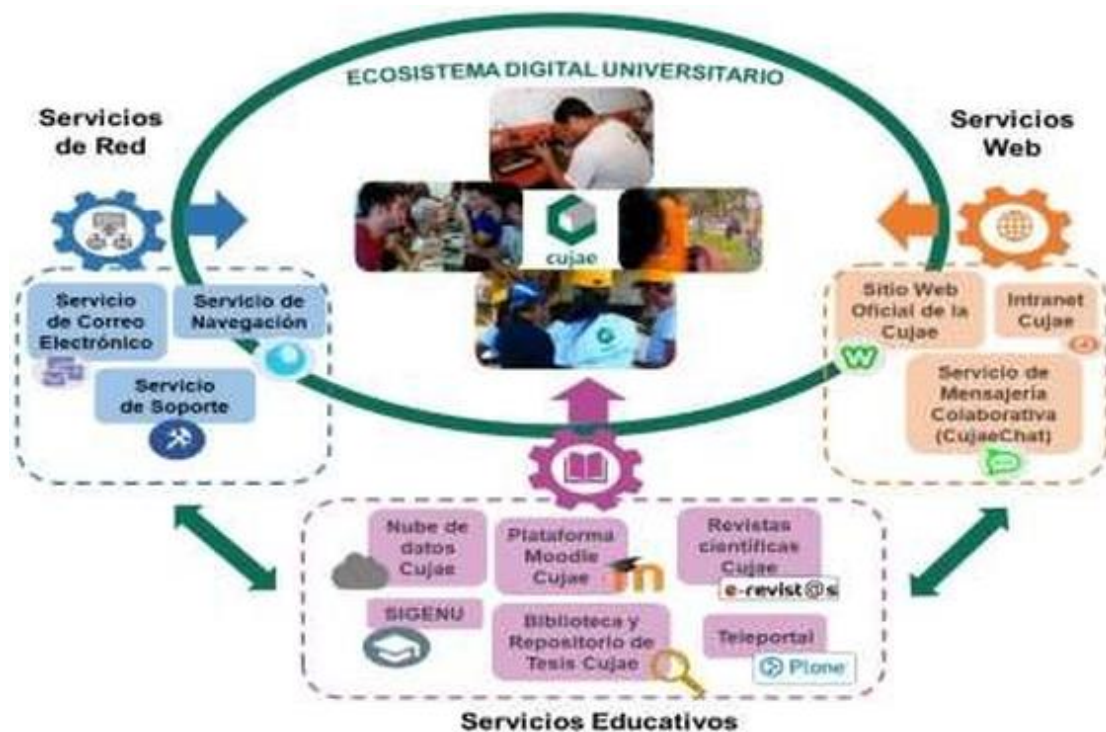 ECOSISTEMA DIGITAL UNIVERSITARIO
Servicios
de Red
Servicios
Web
cujae
Servicio
de Correo
Electrónico
Servicio de
Navegación
Servicio
de Soporte
Sitio Web
Oficial de la
Cujae
Intranet
Cujae
Servicio de
Mensajería
Colaborativa
(CujaeChat)
Nube de
datos
Cujae
Plataforma
Moodle
Cujae
Revistas
científicas
Cujae
e-revist@s
SIGENU
Biblioteca y
Repositorio de
Tesis Cujae
Teleportal
Plone
Servicios Educativos